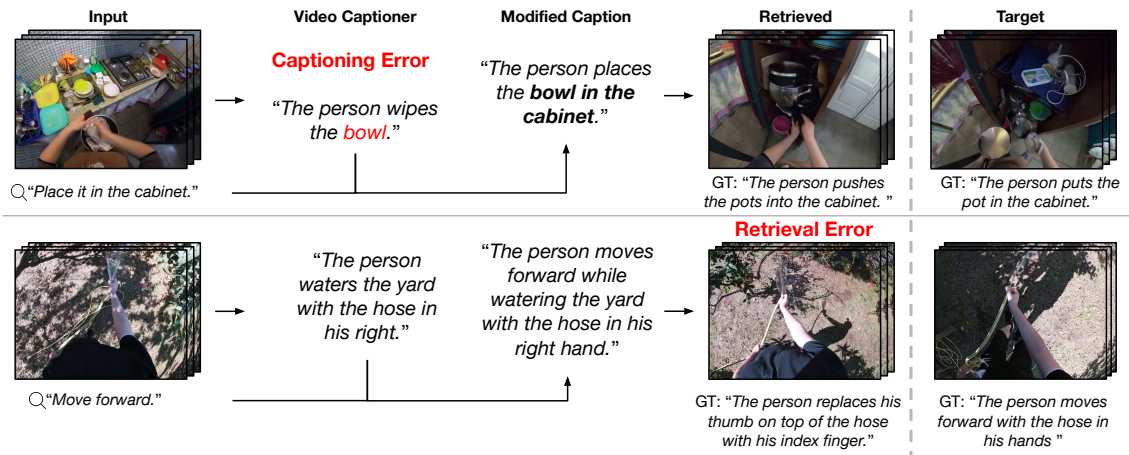 Input
Video Captioner
Modified Caption
Retrieved
Target
Captioning Error
“The person wipes
the bowl.”
“The person places
the bowl in the
cabinet.”
“Place it in the cabinet.”
GT: “The person pushes
the pots into the cabinet. ”
GT: “The person puts the
pot in the cabinet.”
Retrieval Error
“The person
waters the yard
with the hose in
his right.”
“The person moves
forward while
watering the yard
with the hose in his
right hand.”
“Move forward.”
GT: “The person replaces his
thumb on top of the hose
with his index finger.”
GT: “The person moves
forward with the hose in
his hands ”